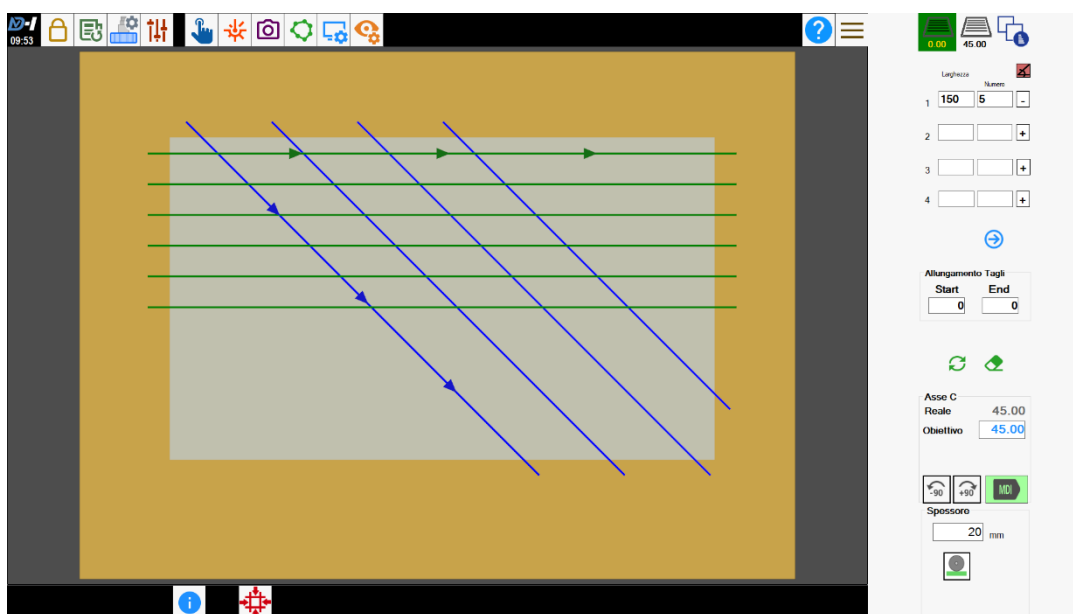 09:53
?
0.00 45.00
Larghezza
Numero
1 150 5 -
2 +
3 +
4 +
Allungamento Tagli
Start End
0 0
Asse C
Reale 45.00
Obiettivo 45.00
-90 +90 MDI
Spessore
20 mm
i